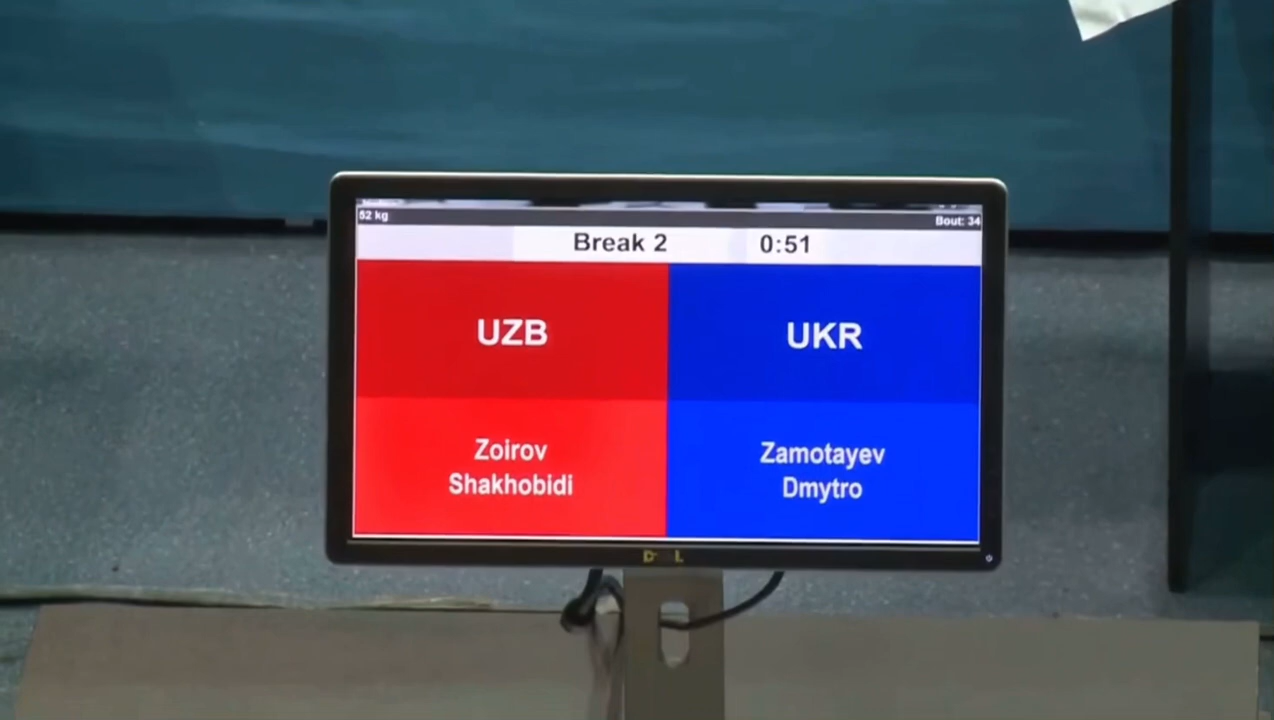 52 kg
Bout: 34
Break 2
0:51
UZB
UKR
Zoirov
Shakhobidi
Zamotayev
Dmytro